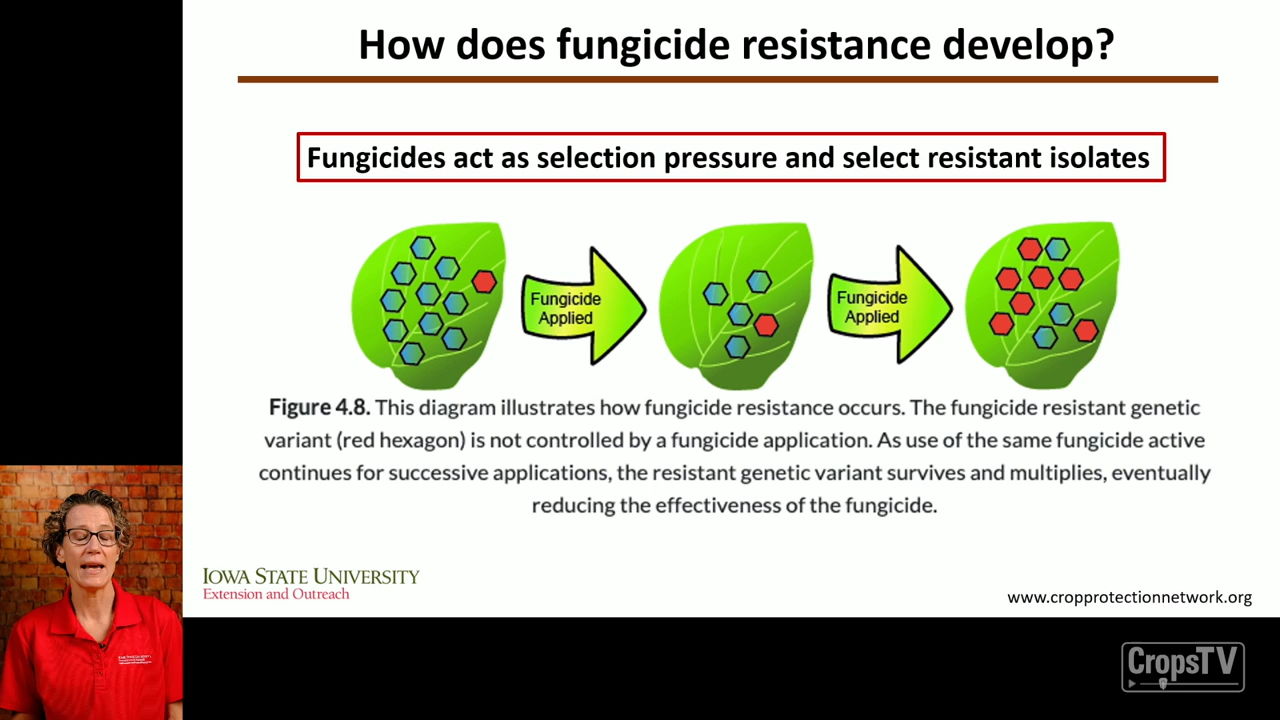 How does fungicide resistance develop?
Fungicides act as selection pressure and select resistant isolates
Fungicide
Applied
Fungicide
Applied
Figure 4.8. This diagram illustrates how fungicide resistance occurs. The fungicide resistant genetic
variant (red hexagon) is not controlled by a fungicide application. As use of the same fungicide active
continues for successive applications, the resistant genetic variant survives and multiplies, eventually
reducing the effectiveness of the fungicide.
IOWA STATE UNIVERSITY
Extension and Outreach
www.cropprotectionnetwork.org
CropsTV